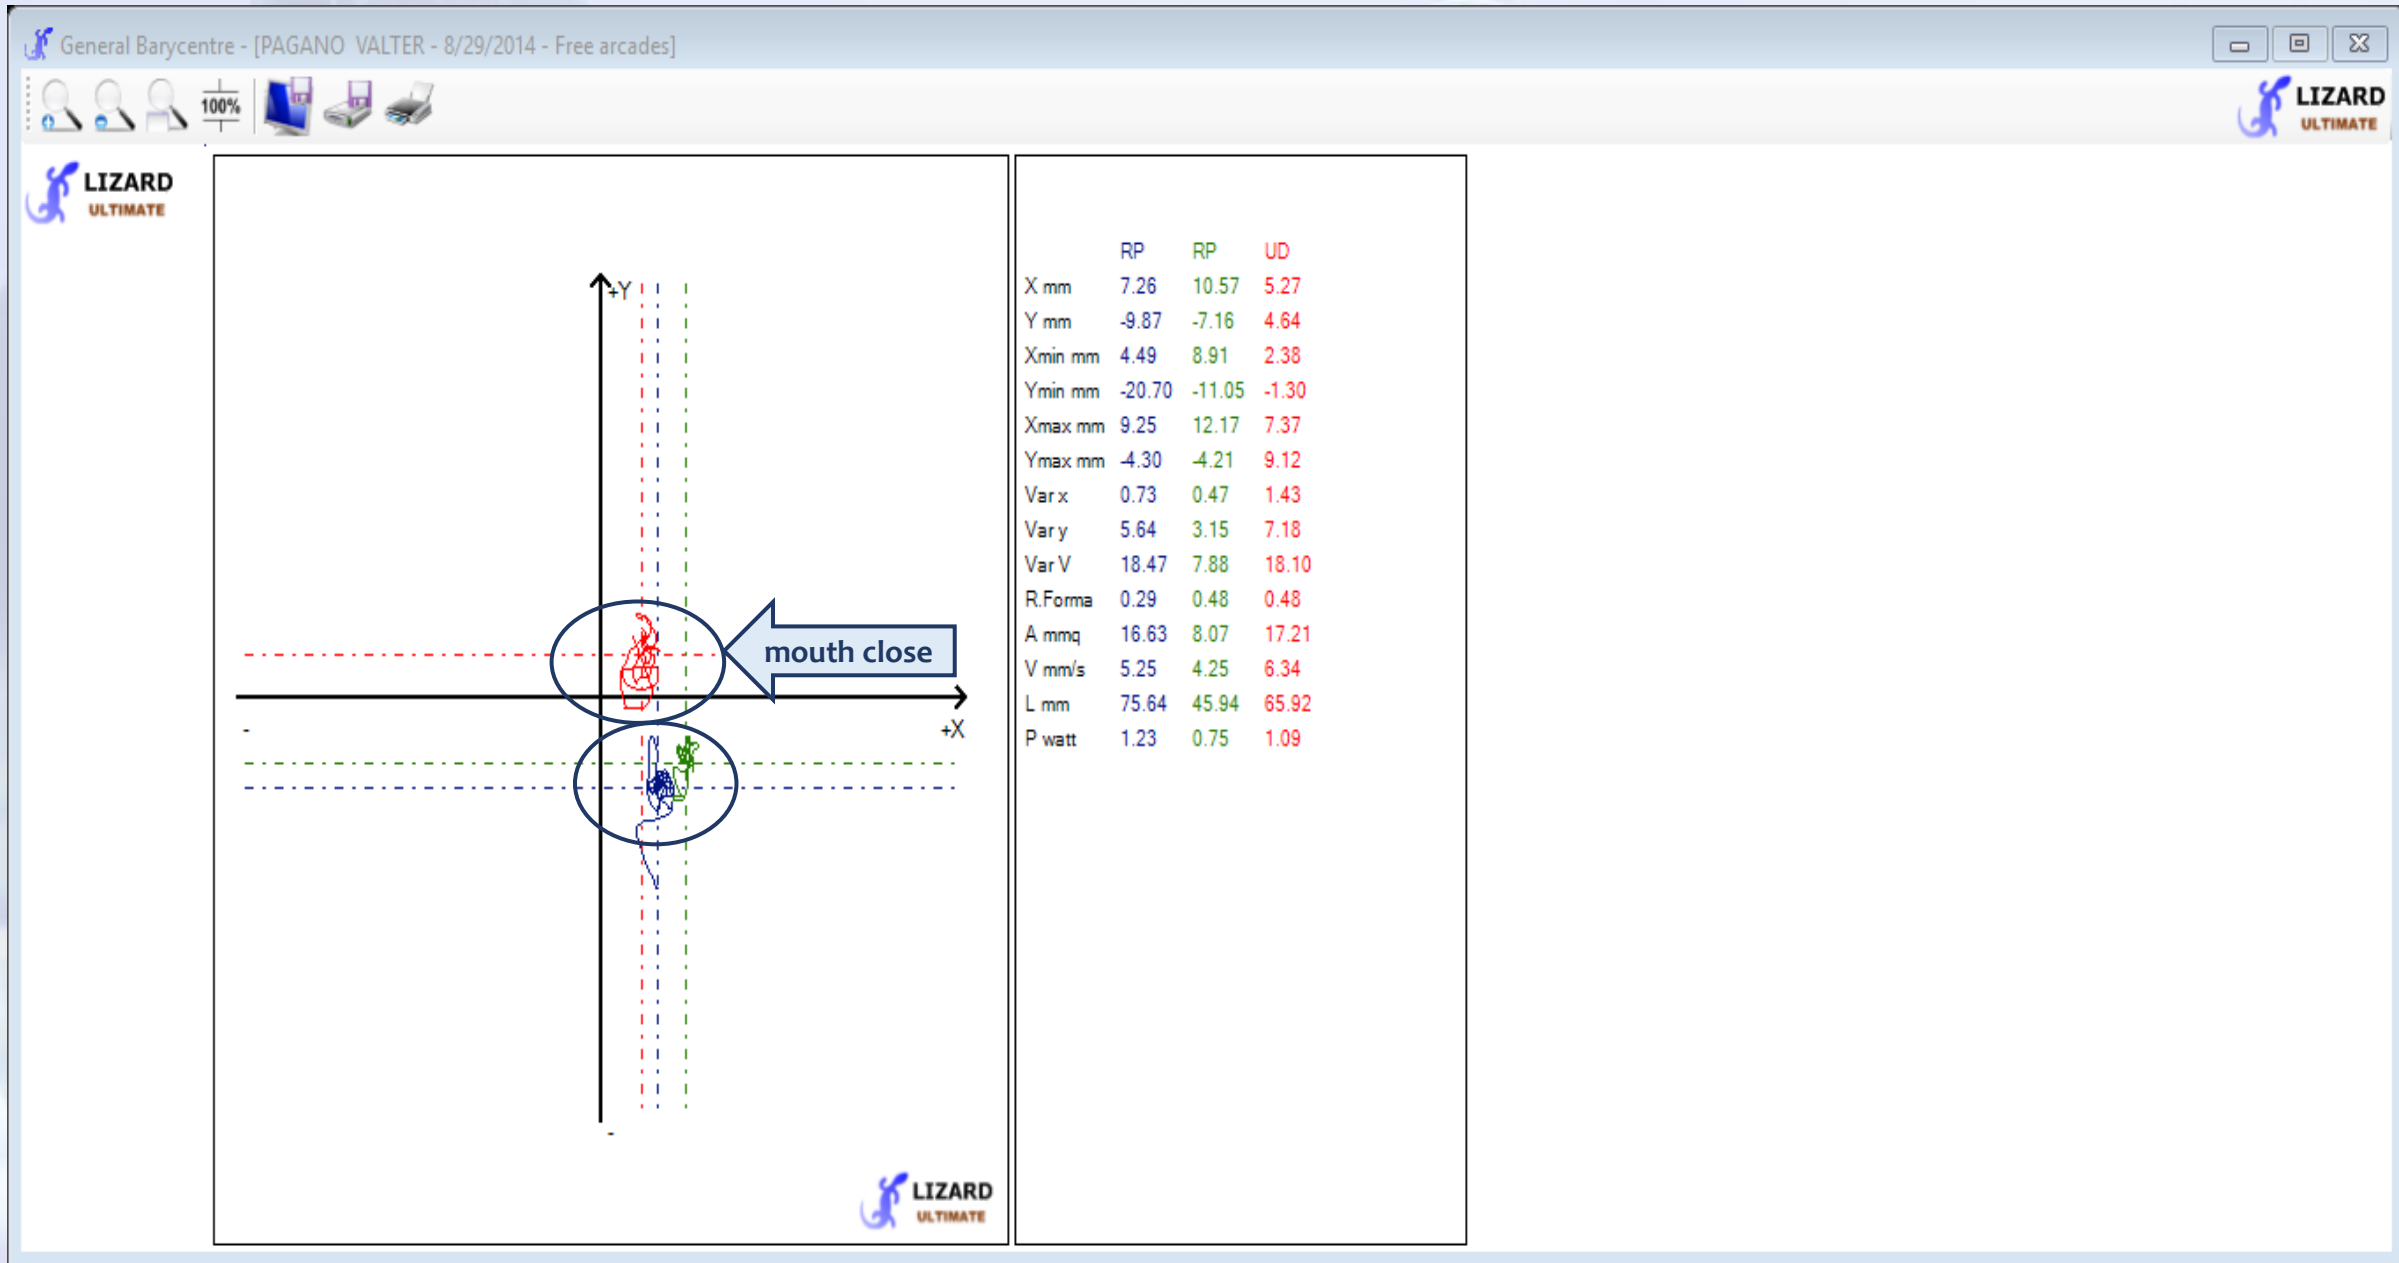 General Barycentre - [PAGANO  VALTER - 8/29/2014 - Free arcades]
100%
LIZARD
ULTIMATE
LIZARD
ULTIMATE
+Y
mouth close
-
+X
-
LIZARD
ULTIMATE
RP RP UD
X mm 7.26 10.57 5.27
Y mm -9.87 -7.16 4.64
Xmin mm 4.49 8.91 2.38
Ymin mm -20.70 -11.05 -1.30
Xmax mm 9.25 12.17 7.37
Ymax mm -4.30 -4.21 9.12
Var x 0.73 0.47 1.43
Var y 5.64 3.15 7.18
Var V 18.47 7.88 18.10
R.Forma 0.29 0.48 0.48
A mmq 16.63 8.07 17.21
V mm/s 5.25 4.25 6.34
L mm 75.64 45.94 65.92
P watt 1.23 0.75 1.09